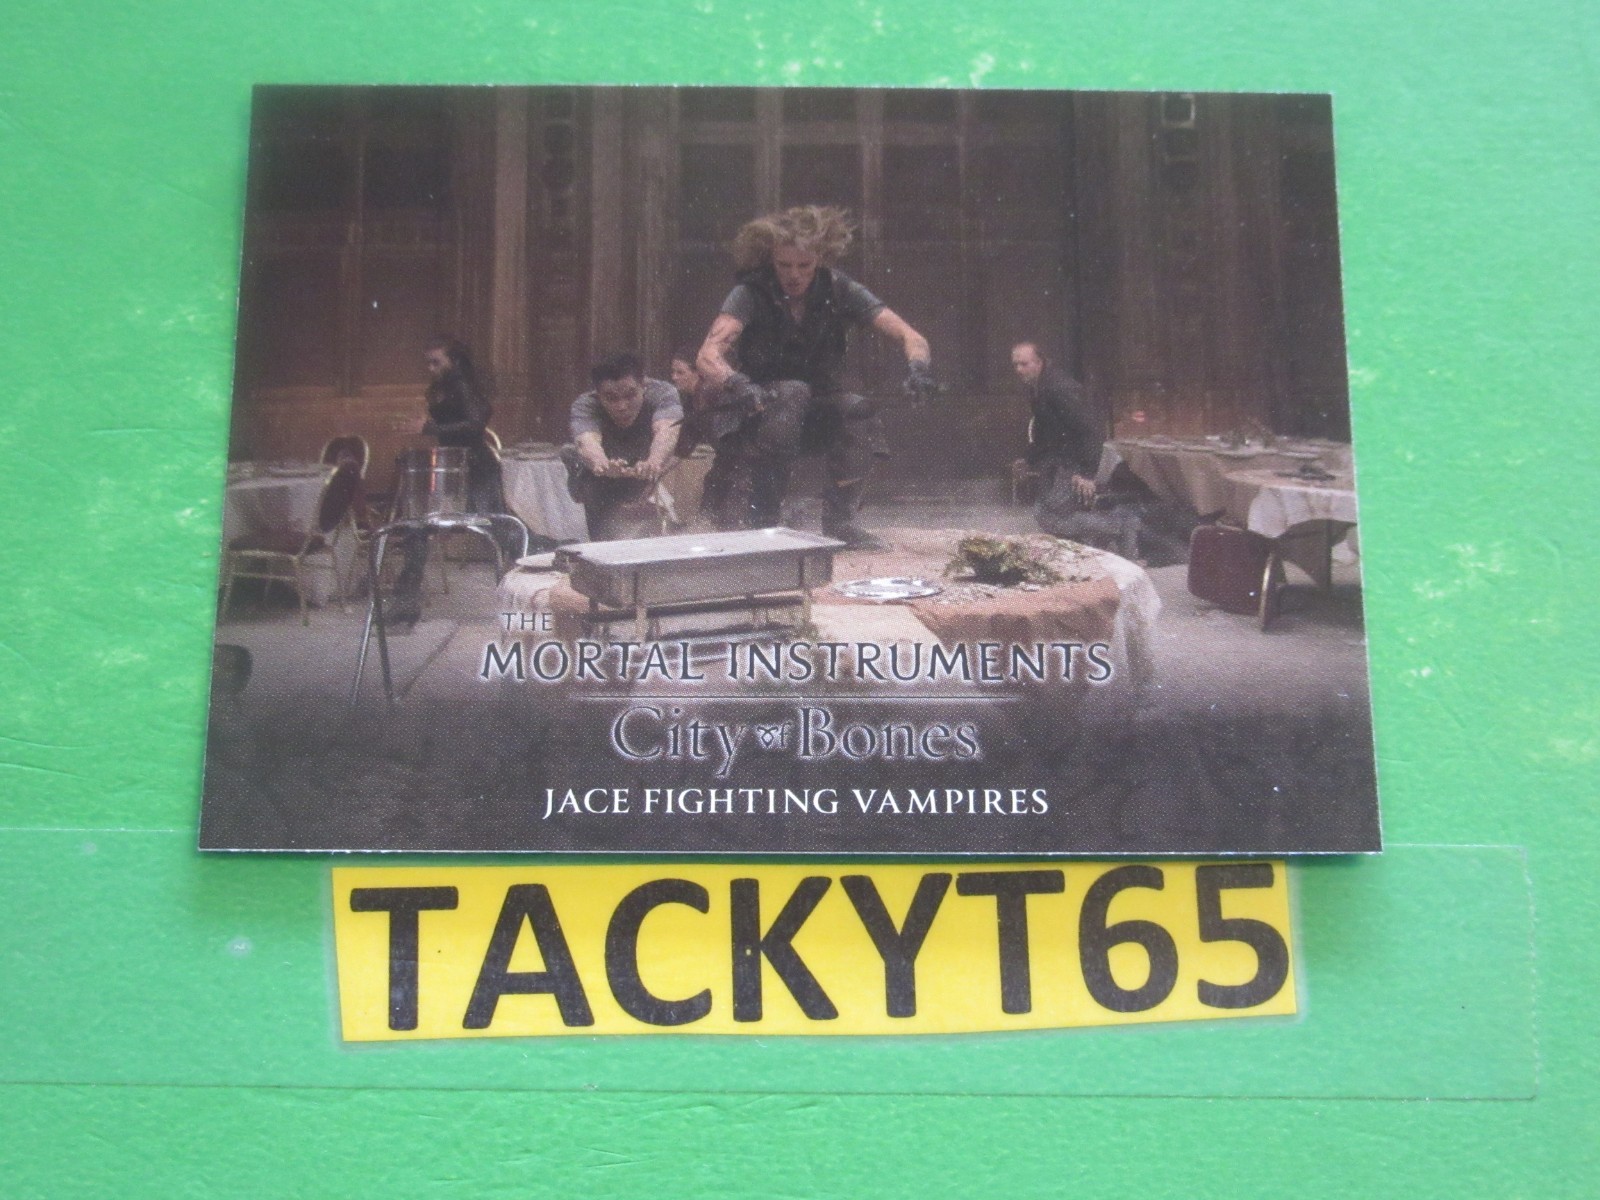 THE
MORTAL INSTRUMENTS
City of Bones
JACE FIGHTING VAMPIRES
TACKYT65